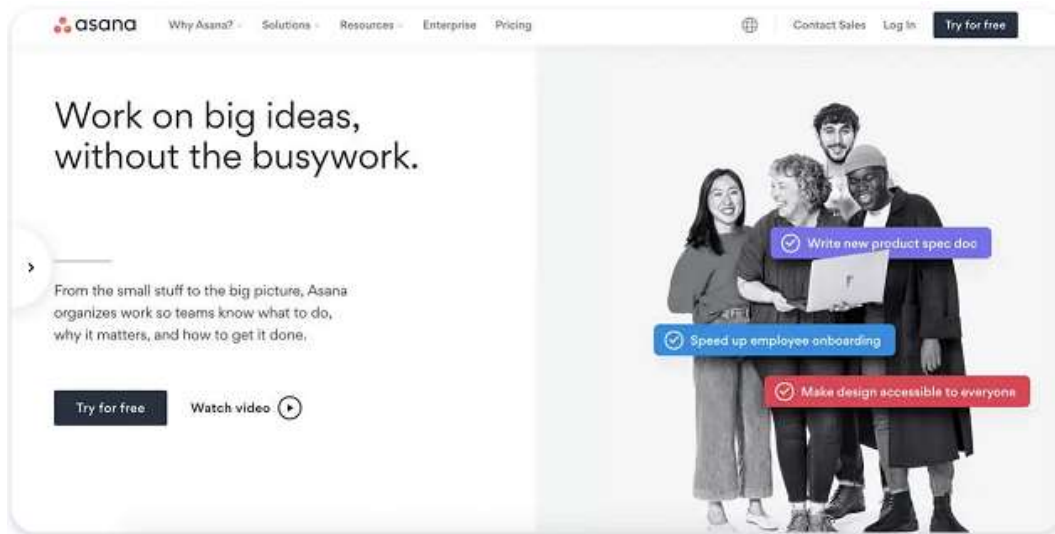 asana
Why Asana?
Solutions
Resources
Enterprise
Pricing
Contact Sales
Log In
Try for free
Work on big ideas,
without the busywork.
From the small stuff to the big picture, Asana
organizes work so teams know what to do,
why it matters, and how to get it done.
Try for free
Watch video
Write new product spec doc
Speed up employee onboarding
Make design accessible to everyone